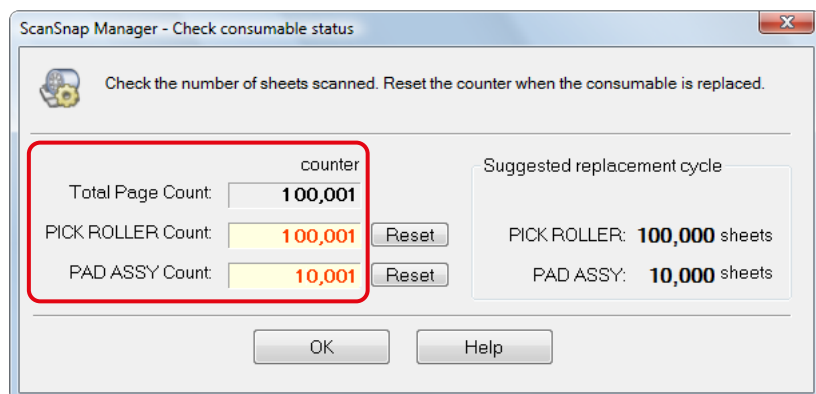 ScanSnap Manager - Check consumable status
Check the number of sheets scanned. Reset the counter when the consumable is replaced.
counter
Total Page Count: 100,001
PICK ROLLER Count: 100,001 Reset
PAD ASSY Count: 10,001 Reset
Suggested replacement cycle
PICK ROLLER: 100,000 sheets
PAD ASSY: 10,000 sheets
OK Help